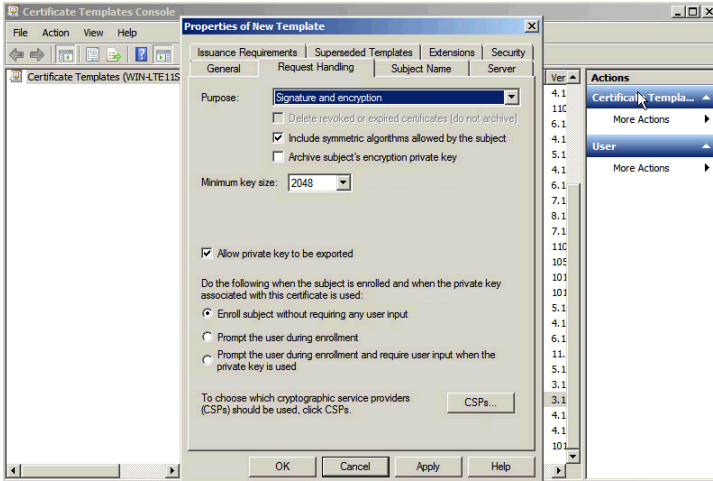 Certificate Templates Console
File Action View Help
Certificate Templates (WIN-LTE11S
Properties of New Template
Issuance Requirements Superseded Templates Extensions Security
General Request Handling Subject Name Server
Purpose: Signature and encryption
Delete revoked or expired certificates (do not archive)
Include symmetric algorithms allowed by the subject
Archive subject's encryption private key
Minimum key size: 2048
Allow private key to be exported
Do the following when the subject is enrolled and when the private key
associated with this certificate is used:
Enroll subject without requiring any user input
Prompt the user during enrollment
Prompt the user during enrollment and require user input when the
private key is used
To choose which cryptographic service providers
(CSPs) should be used, click CSPs.
CSPs...
OK Cancel Apply Help
Ver
4.1
110
6.1
4.1
5.1
4.1
6.1
7.1
8.1
7.1
110
105
101
101
5.1
4.1
6.1
11.
5.1
3.1
3.1
4.1
4.1
101
Actions
Certificate Templa...
More Actions
User
More Actions